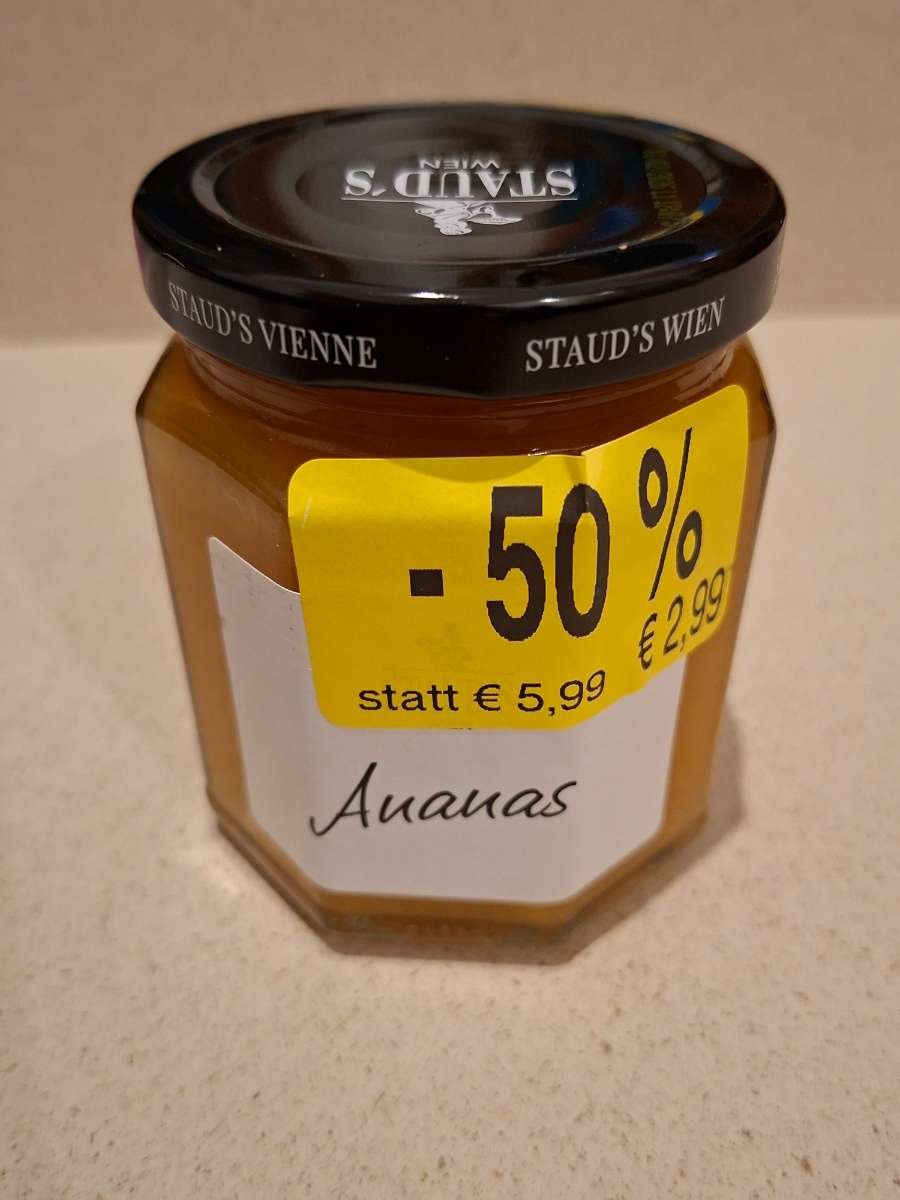 STAUD'S
WIEN
STAUD'S VIENNE
STAUD'S WIEN
- 50 %
€ 2,99
statt € 5,99
Ananas